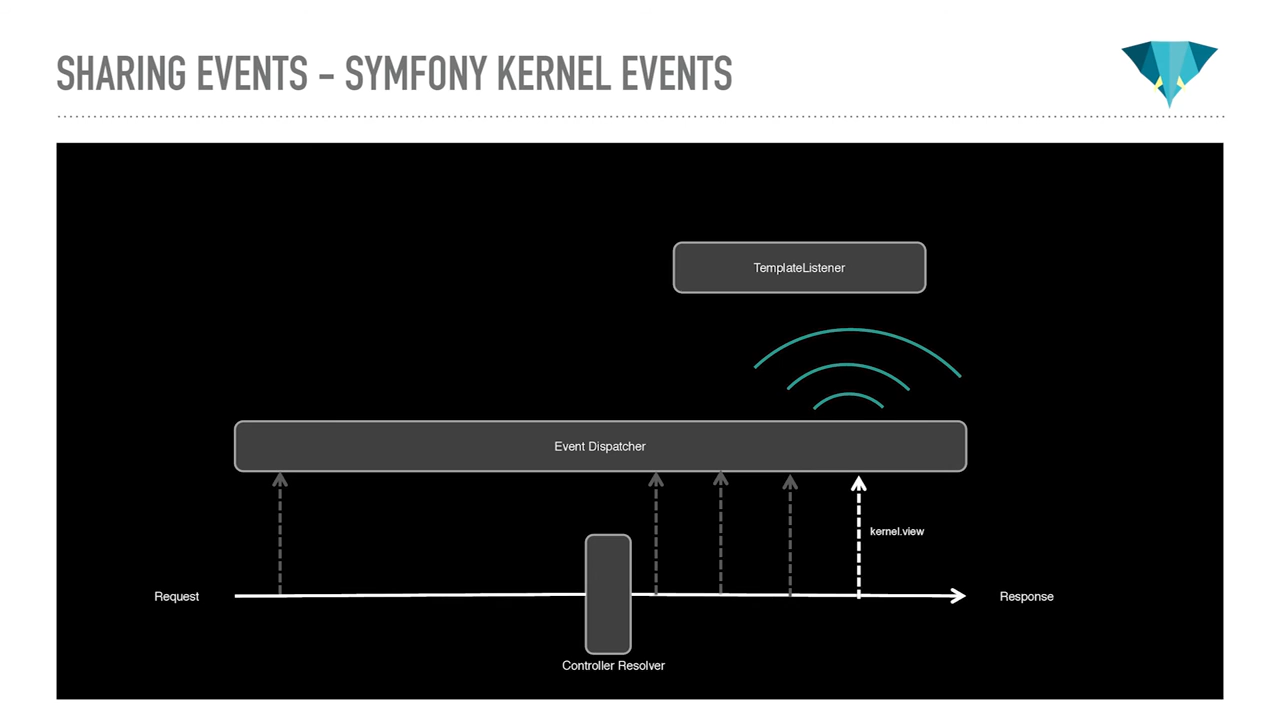 SHARING EVENTS – SYMFONY KERNEL EVENTS
TemplateListener
Event Dispatcher
kernel.view
Request
Response
Controller Resolver